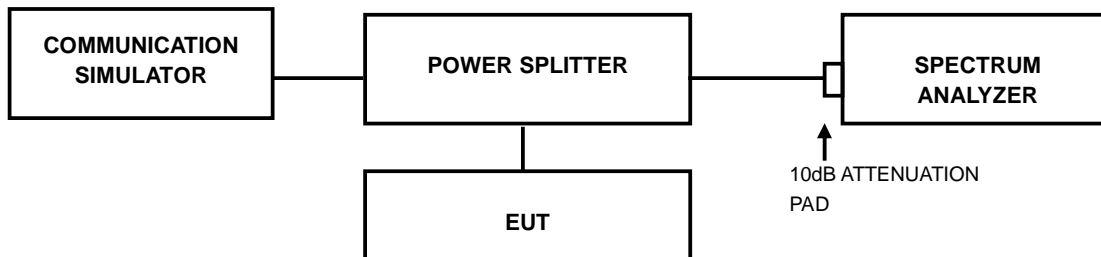 COMMUNICATION
SIMULATOR
POWER SPLITTER
SPECTRUM
ANALYZER
10dB ATTENUATION
PAD
EUT